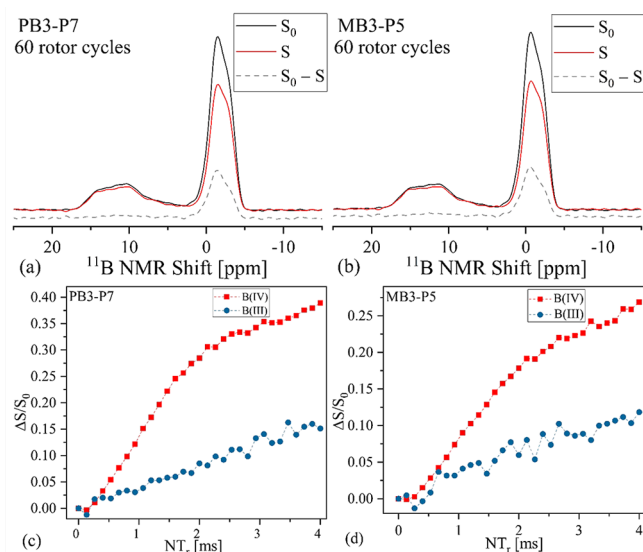 PB3-P7
60 rotor cycles
S₀
S
S₀ – S
(a)
20 10 0 -10
¹¹B NMR Shift [ppm]
MB3-P5
60 rotor cycles
S₀
S
S₀ – S
(b)
20 10 0 -10
¹¹B NMR Shift [ppm]
PB3-P7
B(IV)
B(III)
ΔS/S₀
0.40
0.35
0.30
0.25
0.20
0.15
0.10
0.05
0.00
(c)
0 1 2 3 4
NTᵣ [ms]
MB3-P5
B(IV)
B(III)
ΔS/S₀
0.25
0.20
0.15
0.10
0.05
0.00
(d)
0 1 2 3 4
NTᵣ [ms]